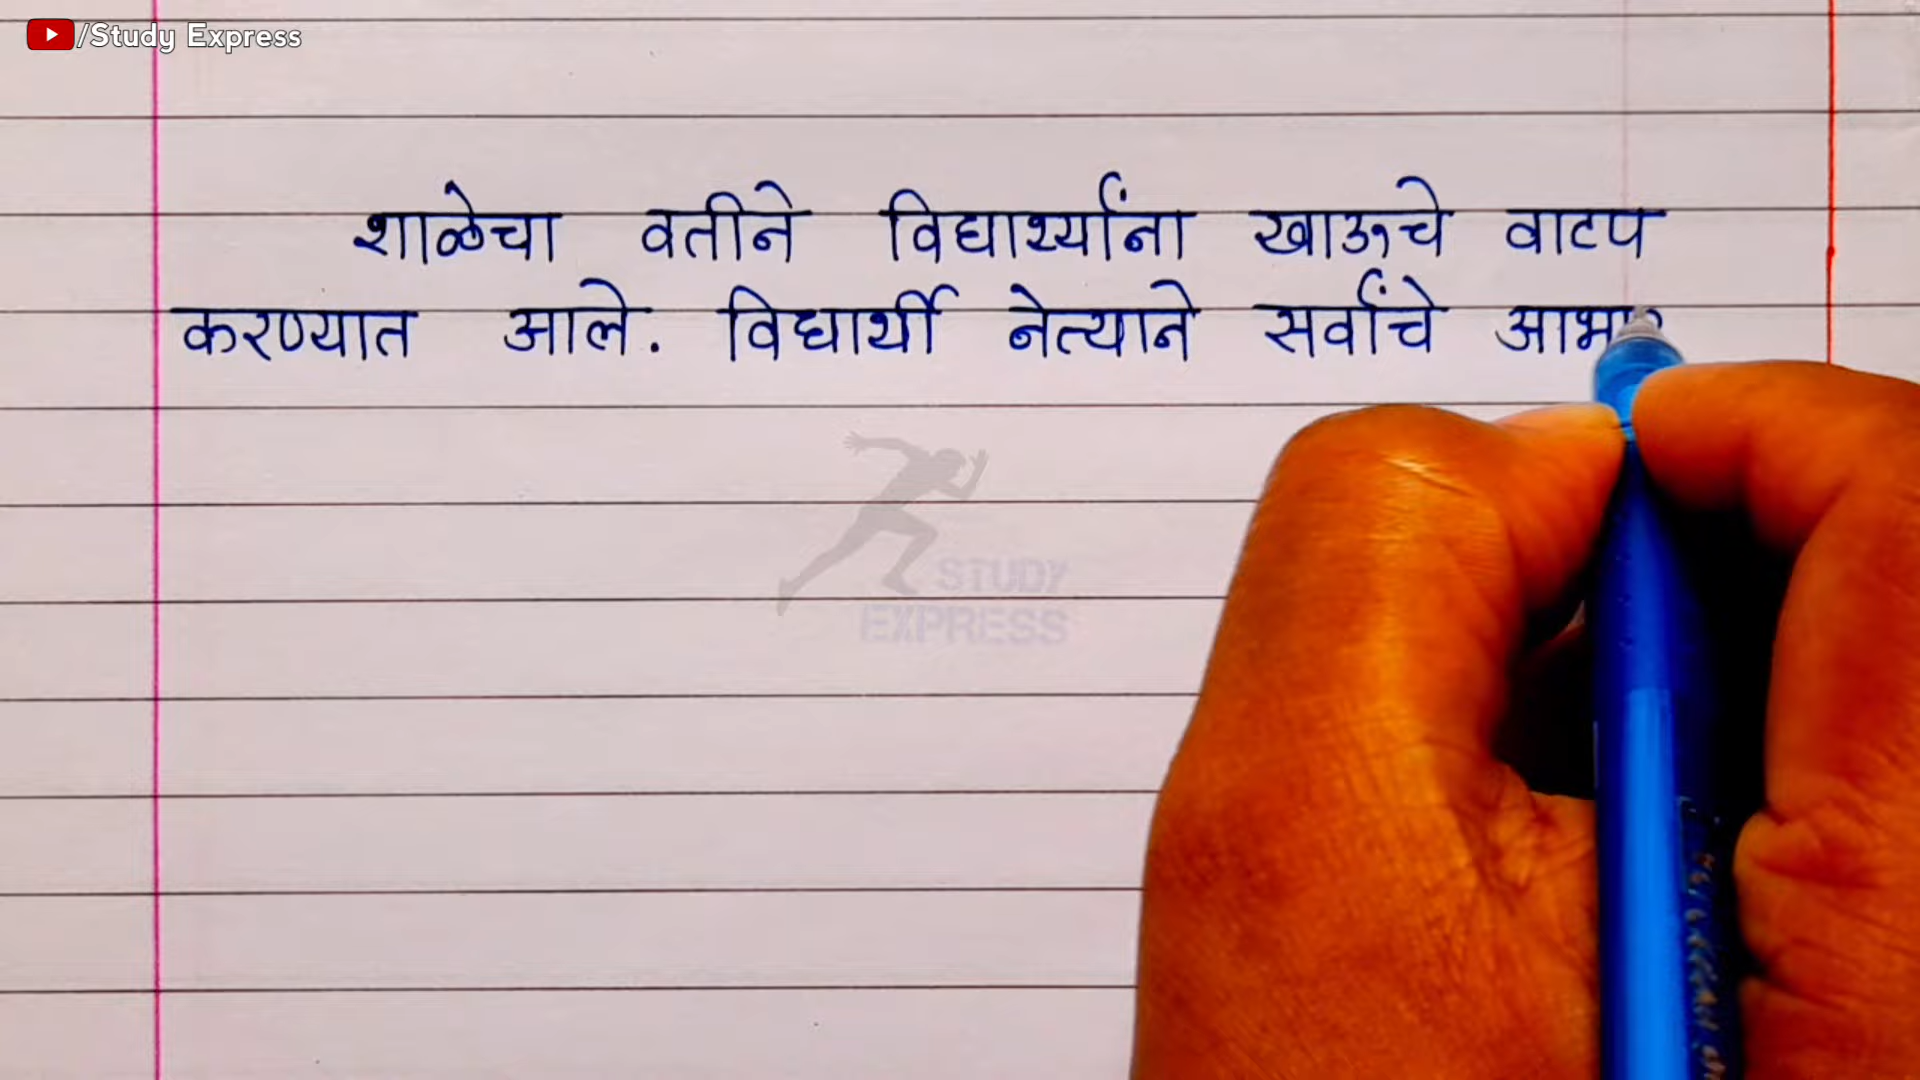 /Study Express
शाळेचा वतीने विद्यार्थ्यांना खाऊचे वाटप
करण्यात आले. विद्यार्थी नेत्याने सर्वांचे
STUDY
EXPRESS